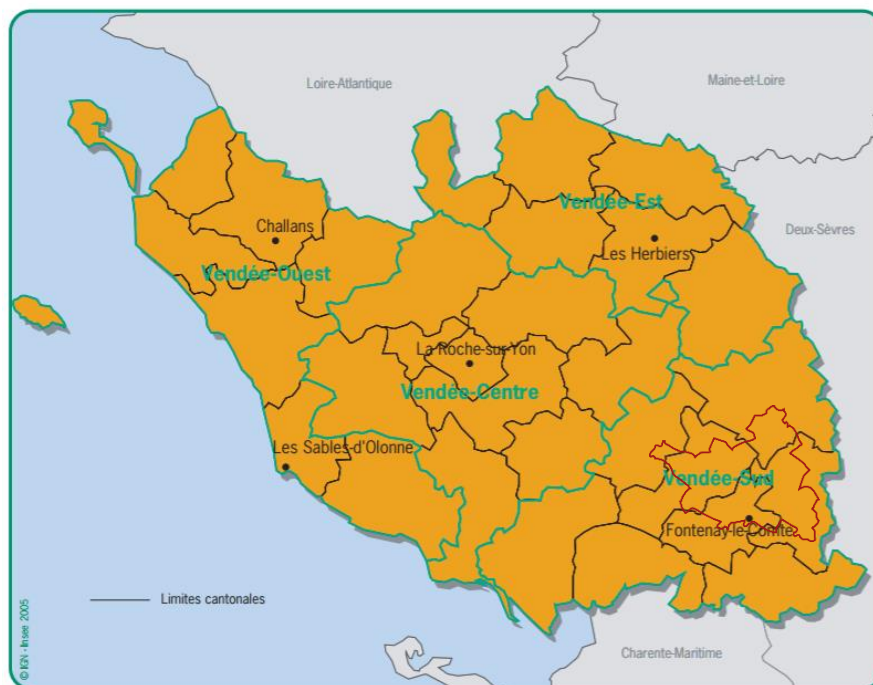 Loire-Atlantique
Maine-et-Loire
Vendée-Est
Deux-Sèvres
Challans
Les Herbiers
Vendée-Ouest
La Roche-sur-Yon
Vendée-Centre
Les Sables-d'Olonne
Vendée-Sud
Fontenay-le-Comte
Limites cantonales
Charente-Maritime
© IGN - Insee 2005